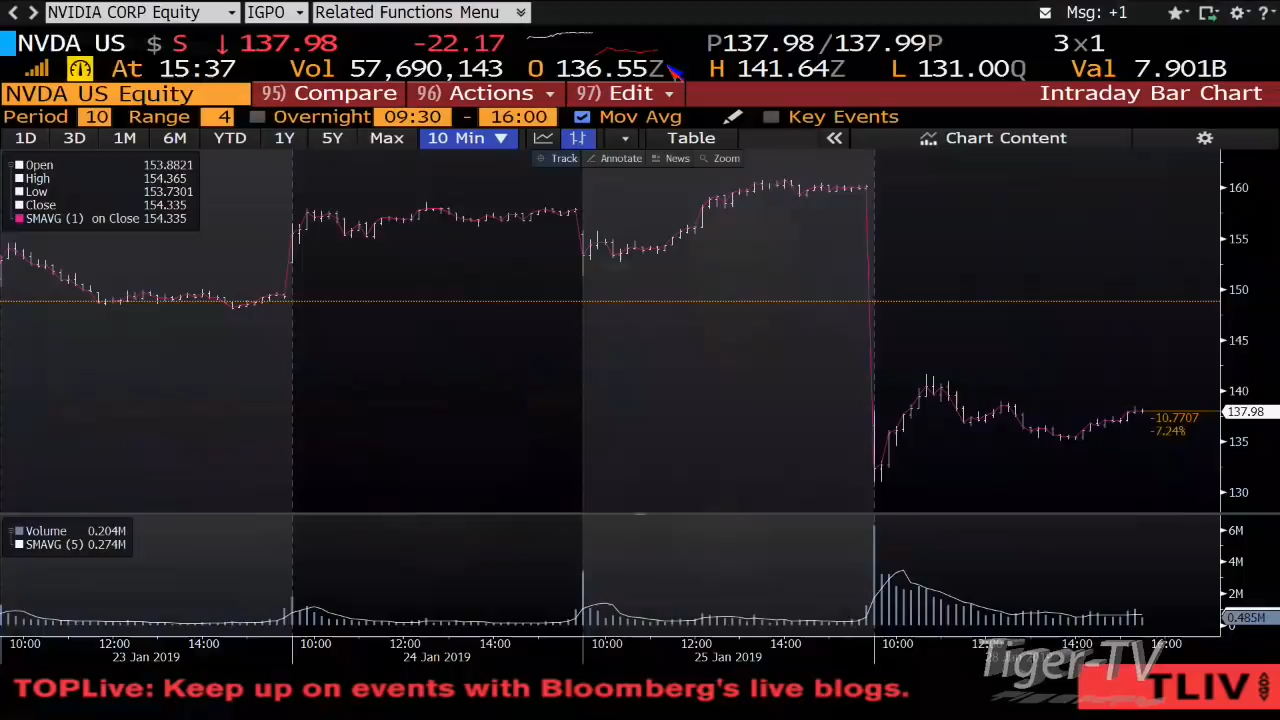 NVIDIA CORP Equity IGPO Related Functions Menu Msg: +1
NVDA US $ S ↓ 137.98 -22.17 P137.98/137.99P 3x1
At 15:37 Vol 57,690,143 O 136.55Z H 141.64Z L 131.00Q Val 7.901B
NVDA US Equity 95) Compare 96) Actions 97) Edit Intraday Bar Chart
Period 10 Range 4 Overnight 09:30 - 16:00 Mov Avg Key Events
1D 3D 1M 6M YTD 1Y 5Y Max 10 Min ▼ Table « Chart Content
Track Annotate News Zoom
Open 153.8821
High 154.365
Low 153.7301
Close 154.335
SMAVG (1) on Close 154.335
160
155
150
145
140
137.98
-10.7707
-7.24%
135
130
Volume 0.204M
SMAVG (5) 0.274M
6M
4M
2M
0.485M
0
10:00 12:00 14:00 10:00 12:00 14:00 10:00 12:00 14:00 10:00 12:00 14:00 16:00
23 Jan 2019 24 Jan 2019 25 Jan 2019
Tiger-TV
TOPLive: Keep up on events with Bloomberg's live blogs. TLIV